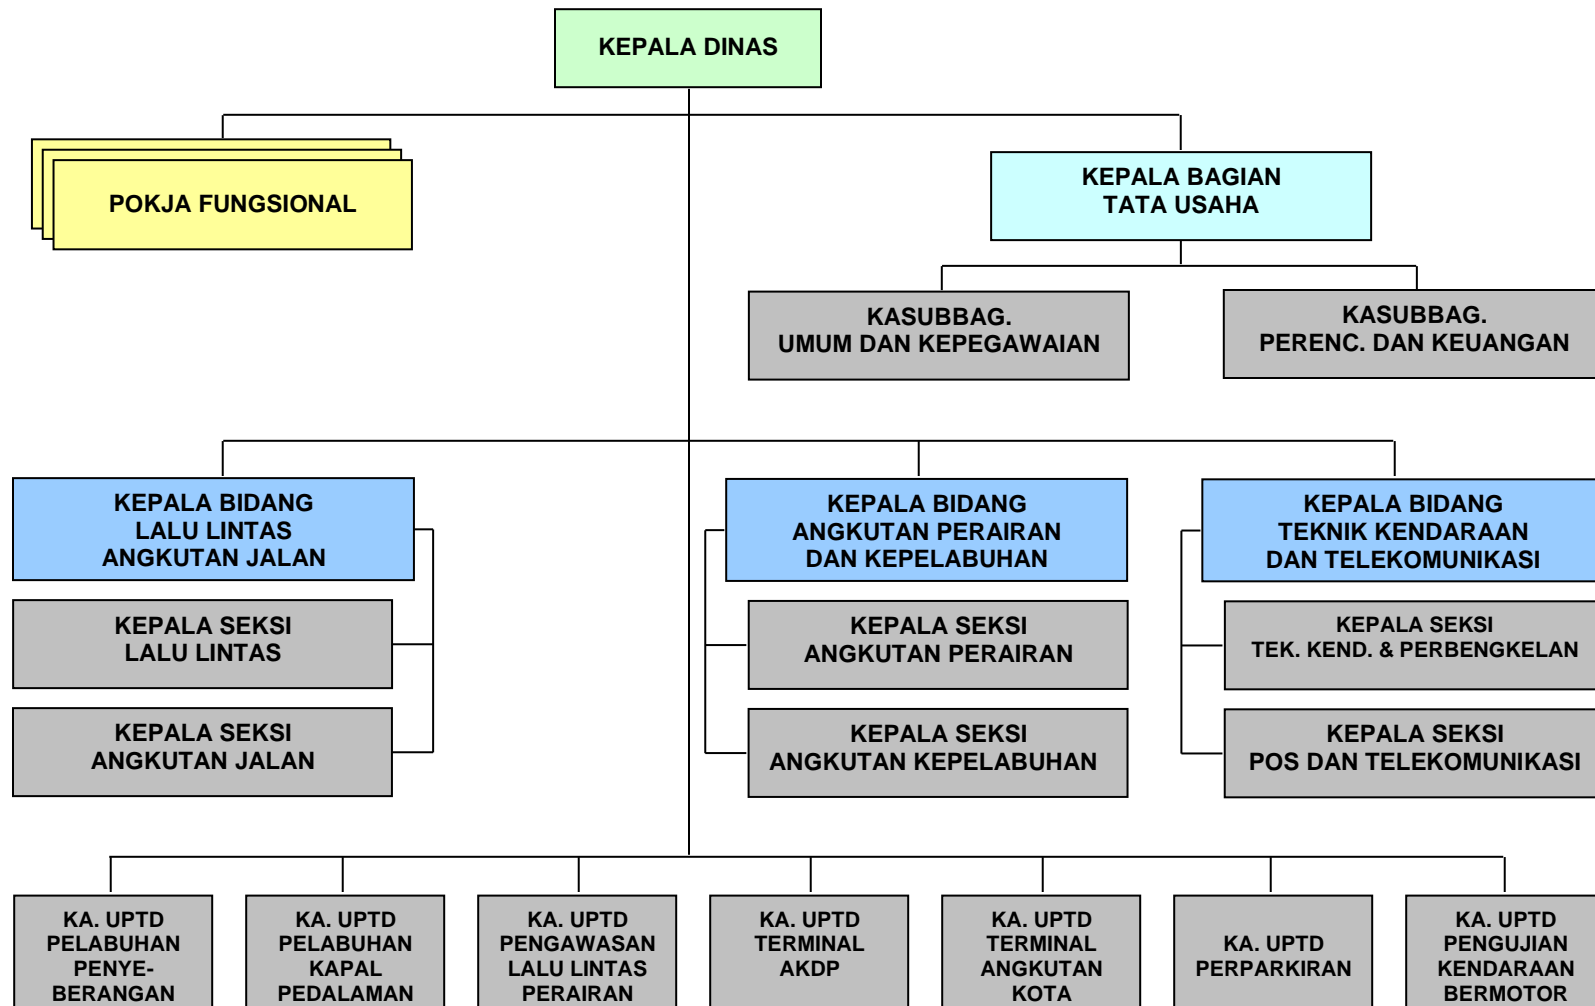 KEPALA DINAS
POKJA FUNGSIONAL
KEPALA BAGIAN
TATA USAHA
KASUBBAG.
UMUM DAN KEPEGAWAIAN
KASUBBAG.
PERENC. DAN KEUANGAN
KEPALA BIDANG
LALU LINTAS
ANGKUTAN JALAN
KEPALA BIDANG
ANGKUTAN PERAIRAN
DAN KEPELABUHAN
KEPALA BIDANG
TEKNIK KENDARAAN
DAN TELEKOMUNIKASI
KEPALA SEKSI
LALU LINTAS
KEPALA SEKSI
ANGKUTAN PERAIRAN
KEPALA SEKSI
TEK. KEND. & PERBENGKELAN
KEPALA SEKSI
ANGKUTAN JALAN
KEPALA SEKSI
ANGKUTAN KEPELABUHAN
KEPALA SEKSI
POS DAN TELEKOMUNIKASI
KA. UPTD
PELABUHAN
PENYE-
BERANGAN
KA. UPTD
PELABUHAN
KAPAL
PEDALAMAN
KA. UPTD
PENGAWASAN
LALU LINTAS
PERAIRAN
KA. UPTD
TERMINAL
AKDP
KA. UPTD
TERMINAL
ANGKUTAN
KOTA
KA. UPTD
PERPARKIRAN
KA. UPTD
PENGUJIAN
KENDARAAN
BERMOTOR